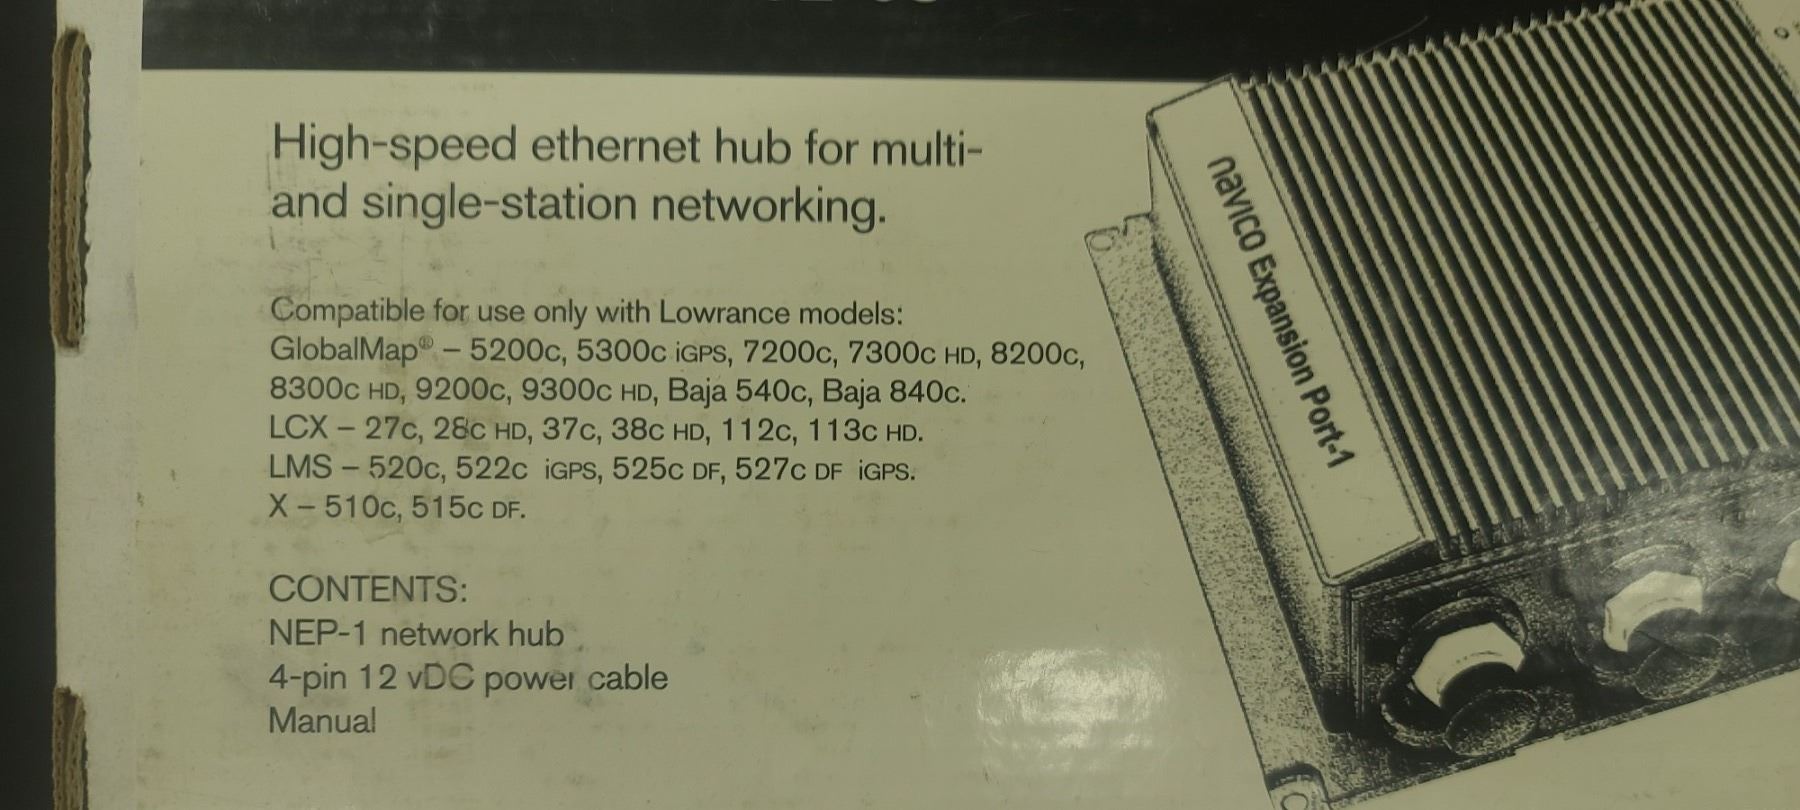 High-speed ethernet hub for multi-
and single-station networking.
Compatible for use only with Lowrance models:
GlobalMap® – 5200c, 5300c iGPS, 7200c, 7300c HD, 8200c,
8300c HD, 9200c, 9300c HD, Baja 540c, Baja 840c.
LCX – 27c, 28c HD, 37c, 38c HD, 112c, 113c HD.
LMS – 520c, 522c iGPS, 525c DF, 527c DF iGPS.
X – 510c, 515c DF.
CONTENTS:
NEP-1 network hub
4-pin 12 vDC power cable
Manual
navico Expansion Port-1